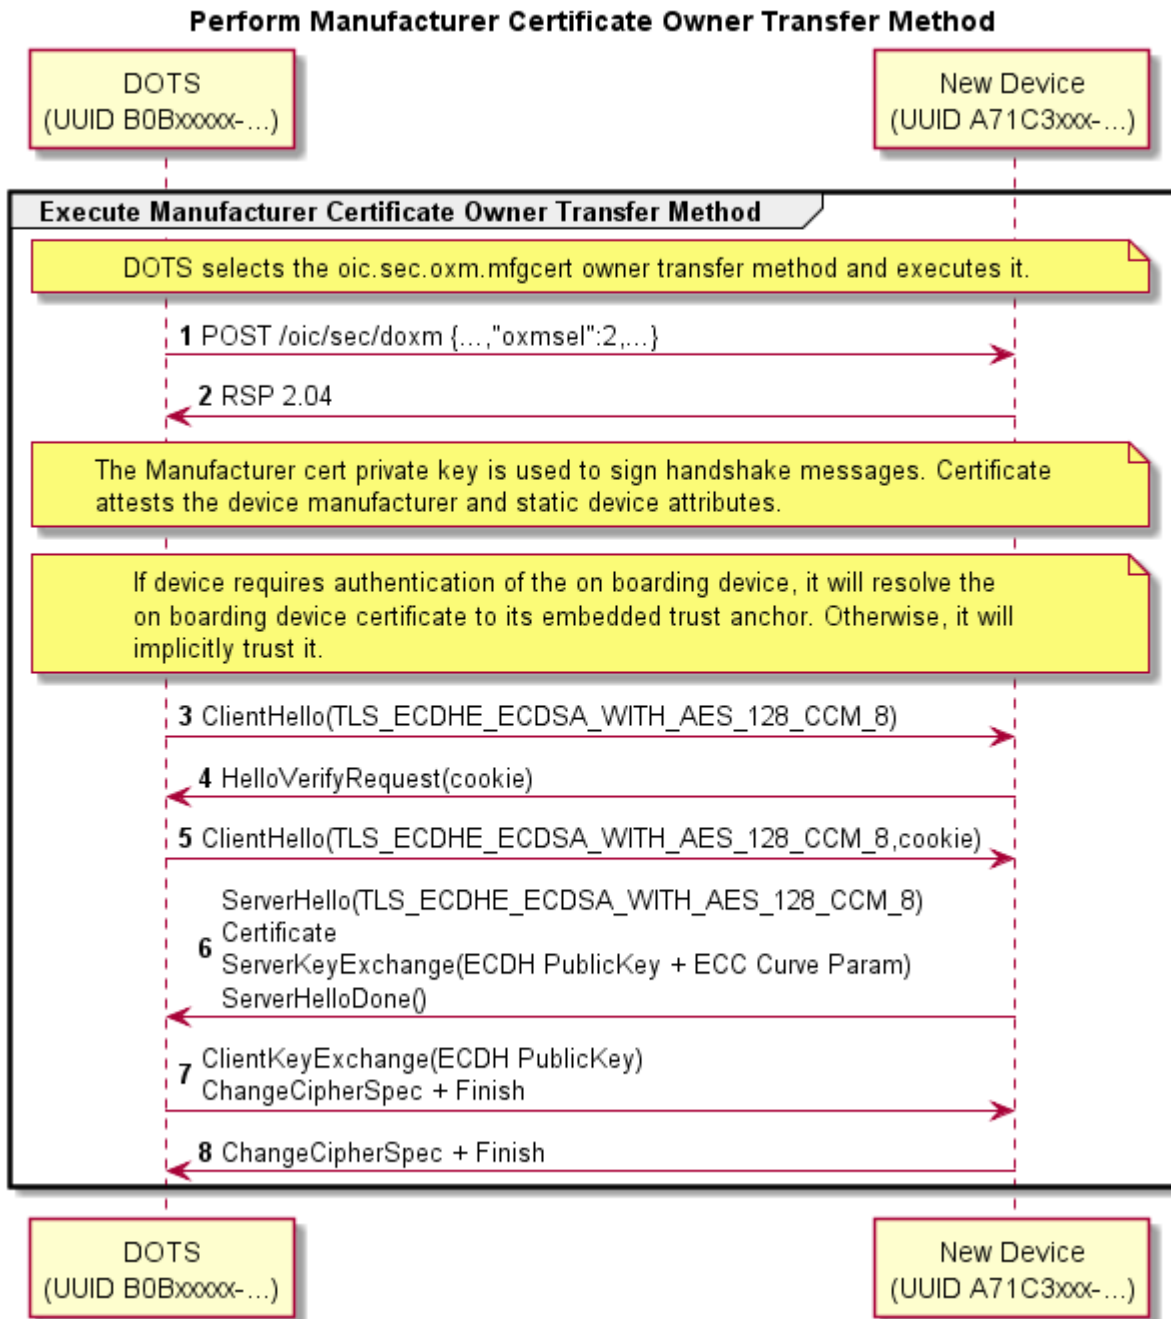 Perform Manufacturer Certificate Owner Transfer Method
DOTS
(UUID B0Bxxxxx-...)
New Device
(UUID A71C3xxx-...)
Execute Manufacturer Certificate Owner Transfer Method
DOTS selects the oic.sec.oxm.mfgcert owner transfer method and executes it.
1 POST /oic/sec/doxm {...,"oxmsel":2,...}
2 RSP 2.04
The Manufacturer cert private key is used to sign handshake messages. Certificate
attests the device manufacturer and static device attributes.
If device requires authentication of the on boarding device, it will resolve the
on boarding device certificate to its embedded trust anchor. Otherwise, it will
implicitly trust it.
3 ClientHello(TLS_ECDHE_ECDSA_WITH_AES_128_CCM_8)
4 HelloVerifyRequest(cookie)
5 ClientHello(TLS_ECDHE_ECDSA_WITH_AES_128_CCM_8,cookie)
ServerHello(TLS_ECDHE_ECDSA_WITH_AES_128_CCM_8)
Certificate
6
ServerKeyExchange(ECDH PublicKey + ECC Curve Param)
ServerHelloDone()
ClientKeyExchange(ECDH PublicKey)
7
ChangeCipherSpec + Finish
8 ChangeCipherSpec + Finish
DOTS
(UUID B0Bxxxxx-...)
New Device
(UUID A71C3xxx-...)